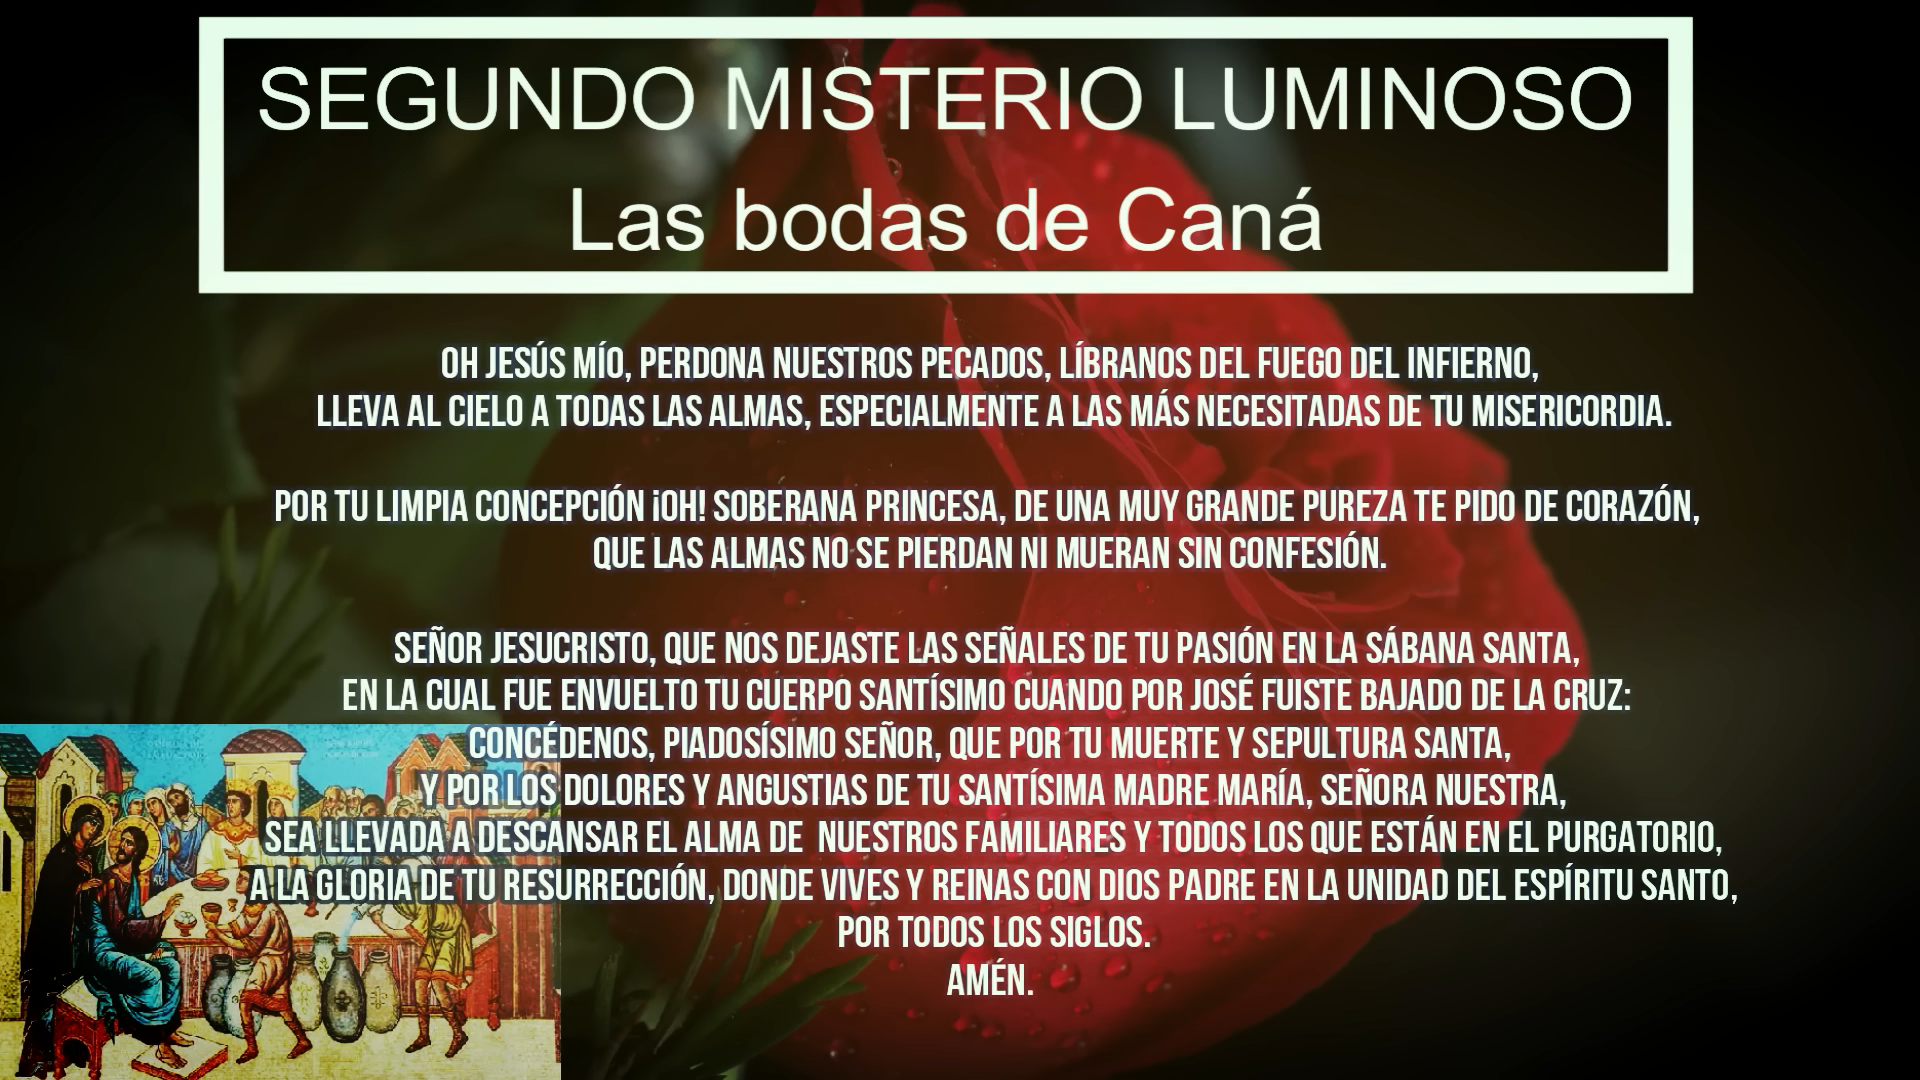 SEGUNDO MISTERIO LUMINOSO
Las bodas de Caná
OH JESÚS MÍO, PERDONA NUESTROS PECADOS, LÍBRANOS DEL FUEGO DEL INFIERNO,
LLEVA AL CIELO A TODAS LAS ALMAS, ESPECIALMENTE A LAS MÁS NECESITADAS DE TU MISERICORDIA.
POR TU LIMPIA CONCEPCIÓN ¡OH! SOBERANA PRINCESA, DE UNA MUY GRANDE PUREZA TE PIDO DE CORAZÓN,
QUE LAS ALMAS NO SE PIERDAN NI MUERAN SIN CONFESIÓN.
SEÑOR JESUCRISTO, QUE NOS DEJASTE LAS SEÑALES DE TU PASIÓN EN LA SÁBANA SANTA,
EN LA CUAL FUE ENVUELTO TU CUERPO SANTÍSIMO CUANDO POR JOSÉ FUISTE BAJADO DE LA CRUZ:
CONCÉDENOS, PIADOSÍSIMO SEÑOR, QUE POR TU MUERTE Y SEPULTURA SANTA,
Y POR LOS DOLORES Y ANGUSTIAS DE TU SANTÍSIMA MADRE MARÍA, SEÑORA NUESTRA,
SEA LLEVADA A DESCANSAR EL ALMA DE  NUESTROS FAMILIARES Y TODOS LOS QUE ESTÁN EN EL PURGATORIO,
A LA GLORIA DE TU RESURRECCIÓN, DONDE VIVES Y REINAS CON DIOS PADRE EN LA UNIDAD DEL ESPÍRITU SANTO,
POR TODOS LOS SIGLOS.
AMÉN.